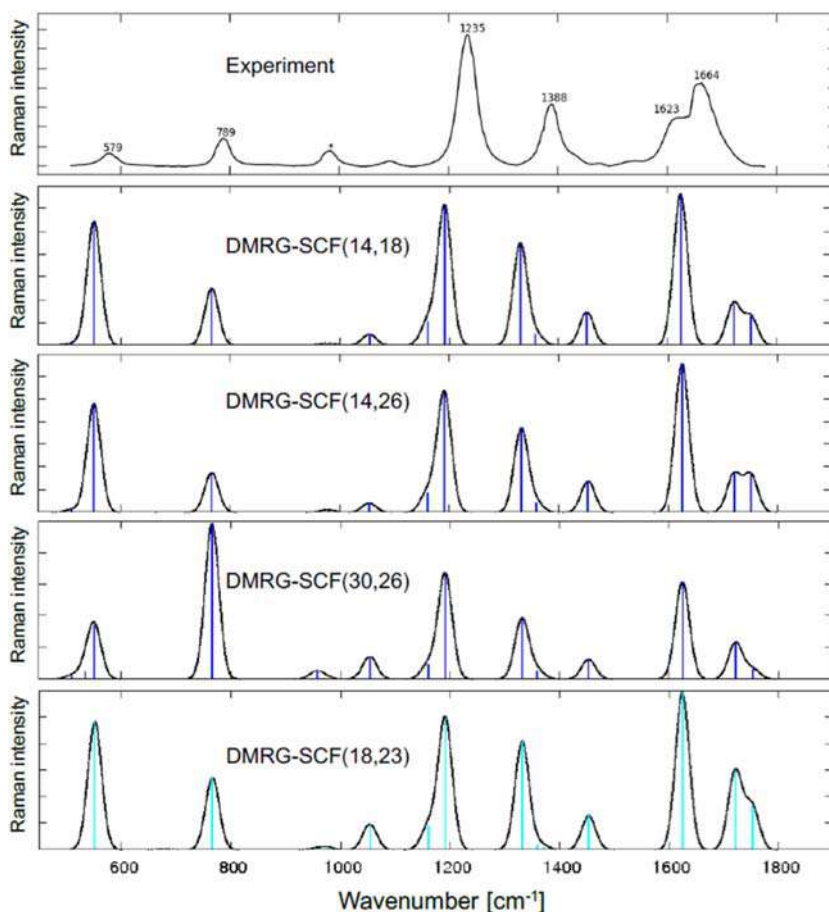 Raman intensity
Experiment
579
789
*
1235
1388
1623
1664
Raman intensity
DMRG-SCF(14,18)
Raman intensity
DMRG-SCF(14,26)
Raman intensity
DMRG-SCF(30,26)
Raman intensity
DMRG-SCF(18,23)
600 800 1000 1200 1400 1600 1800
Wavenumber [cm⁻¹]